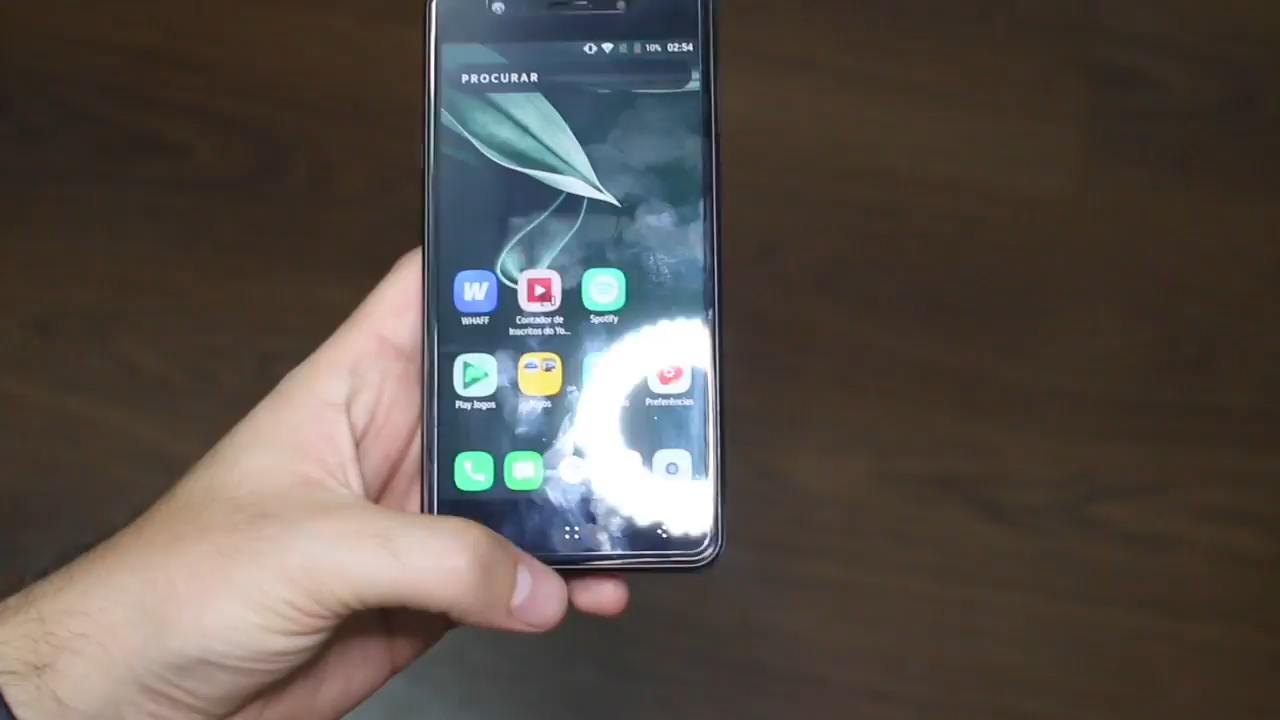 10% 02:54
PROCURAR
W
WHAFF
Contador de
Inscritos do Yo...
Spotify
Play Jogos
Preferências